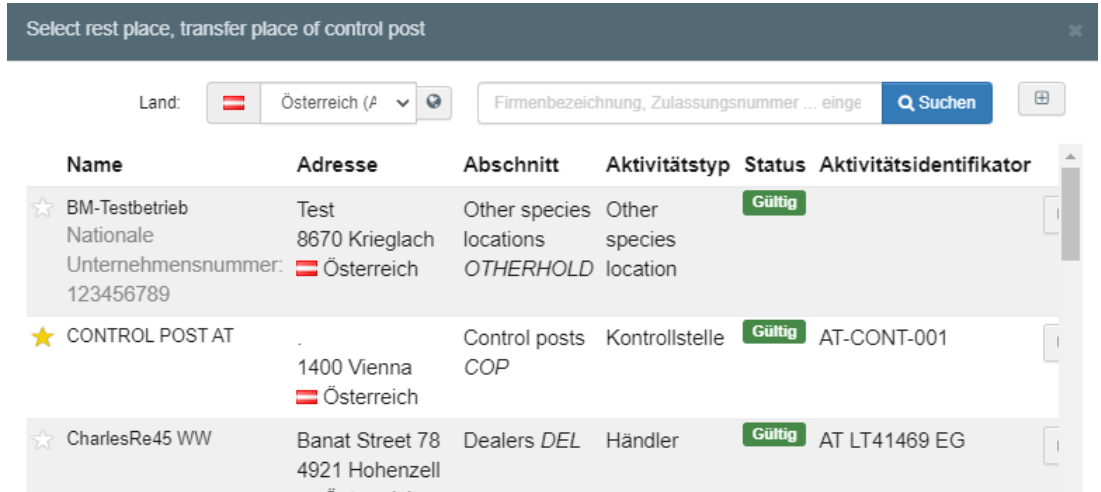 Select rest place, transfer place of control post
Land: Österreich (A
Firmenbezeichnung, Zulassungsnummer ... einge Suchen
Name Adresse Abschnitt Aktivitätstyp Status Aktivitätsidentifikator
BM-Testbetrieb Test Other species Other Gültig
Nationale 8670 Krieglach locations species
Unternehmensnummer: Österreich OTHERHOLD location
123456789
CONTROL POST AT . Control posts Kontrollstelle Gültig AT-CONT-001
1400 Vienna COP
Österreich
CharlesRe45 WW Banat Street 78 Dealers DEL Händler Gültig AT LT41469 EG
4921 Hohenzell